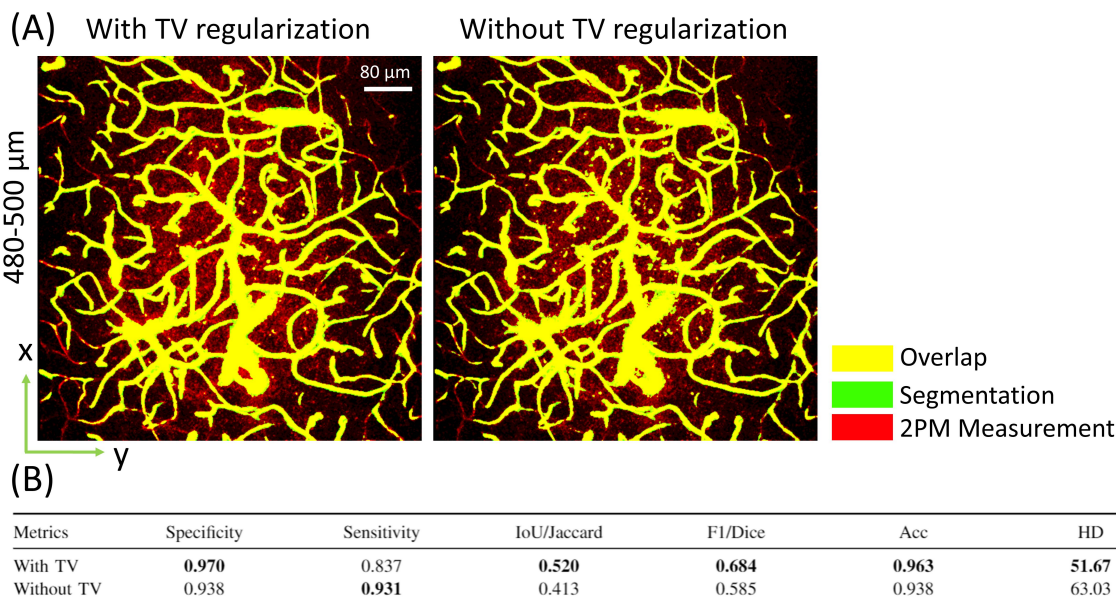 (A)
With TV regularization
Without TV regularization
80 μm
480-500 μm
x
y
Overlap
Segmentation
2PM Measurement
(B)
Metrics Specificity Sensitivity IoU/Jaccard F1/Dice Acc HD
With TV 0.970 0.837 0.520 0.684 0.963 51.67
Without TV 0.938 0.931 0.413 0.585 0.938 63.03